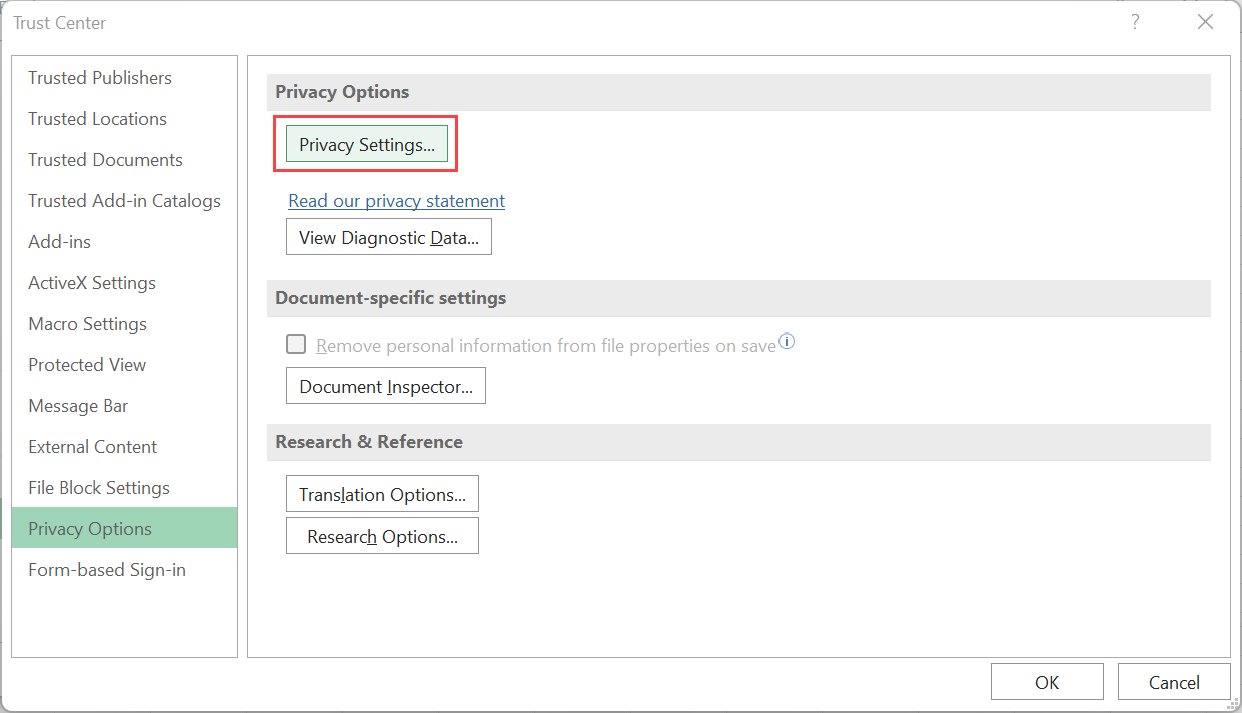 Trust Center
?
Trusted Publishers
Trusted Locations
Trusted Documents
Trusted Add-in Catalogs
Add-ins
ActiveX Settings
Macro Settings
Protected View
Message Bar
External Content
File Block Settings
Privacy Options
Form-based Sign-in
Privacy Options
Privacy Settings...
Read our privacy statement
View Diagnostic Data...
Document-specific settings
Remove personal information from file properties on save
Document Inspector...
Research & Reference
Translation Options...
Research Options...
OK
Cancel